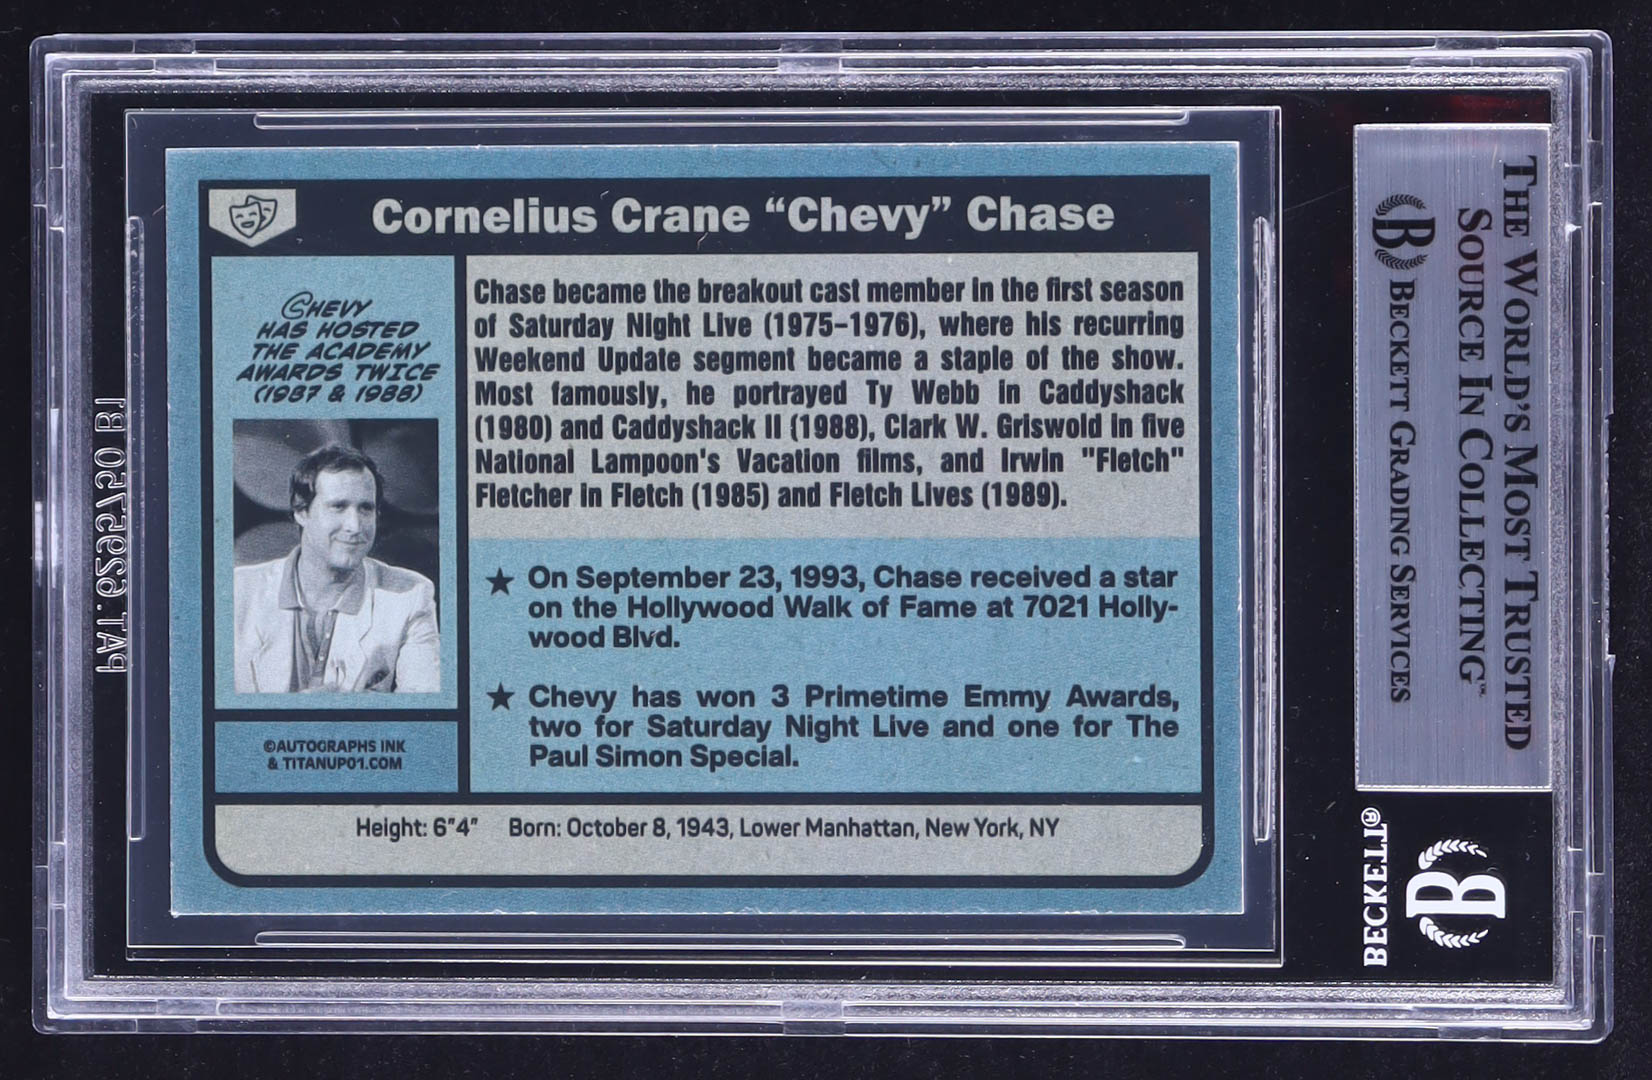 Cornelius Crane “Chevy” Chase
CHEVY
HAS HOSTED
THE ACADEMY
AWARDS TWICE
(1987 & 1988)
©AUTOGRAPHS INK
& TITANUP01.COM
Chase became the breakout cast member in the first season
of Saturday Night Live (1975–1976), where his recurring
Weekend Update segment became a staple of the show.
Most famously, he portrayed Ty Webb in Caddyshack
(1980) and Caddyshack II (1988), Clark W. Griswold in five
National Lampoon's Vacation films, and Irwin "Fletch"
Fletcher in Fletch (1985) and Fletch Lives (1989).
★ On September 23, 1993, Chase received a star
on the Hollywood Walk of Fame at 7021 Holly-
wood Blvd.
★ Chevy has won 3 Primetime Emmy Awards,
two for Saturday Night Live and one for The
Paul Simon Special.
Height: 6"4" Born: October 8, 1943, Lower Manhattan, New York, NY
THE WORLD'S MOST TRUSTED
SOURCE IN COLLECTING™
B BECKETT GRADING SERVICES
BECKETT®
B